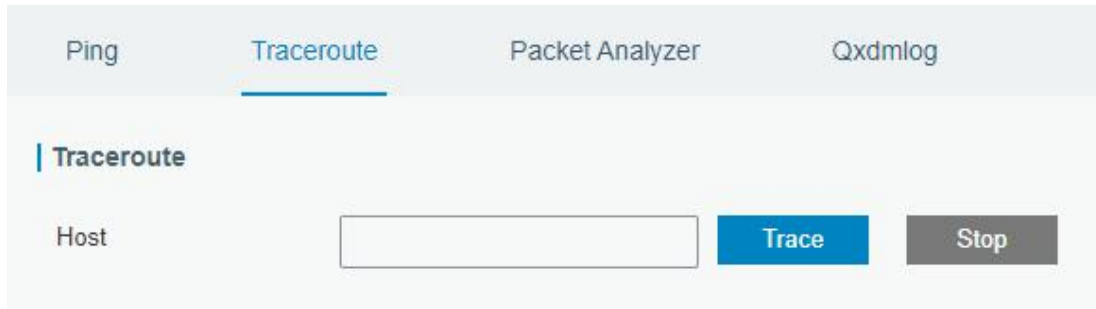 Ping Traceroute Packet Analyzer Qxdmlog
Traceroute
Host Trace Stop